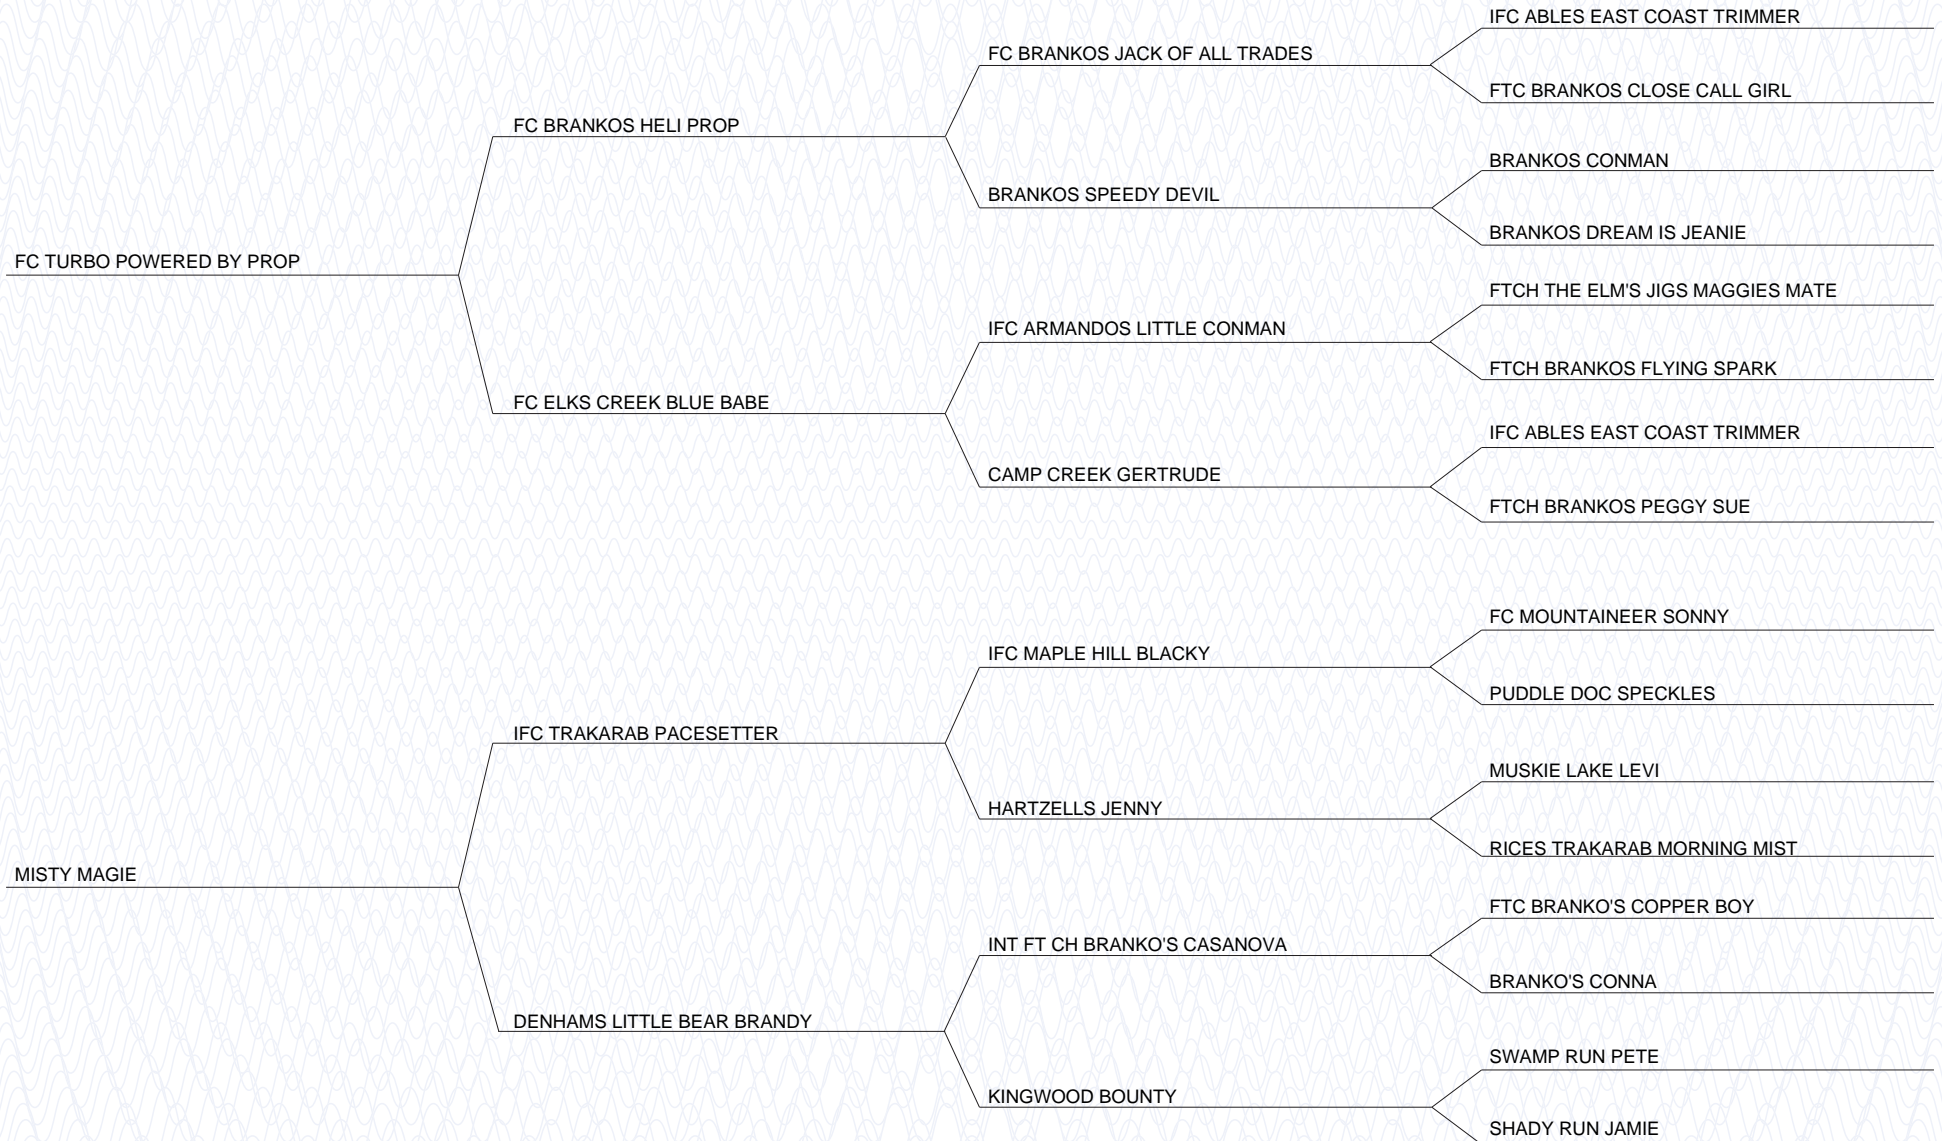 IFC ABLES EAST COAST TRIMMER
FC BRANKOS JACK OF ALL TRADES
FTC BRANKOS CLOSE CALL GIRL
FC BRANKOS HELI PROP
BRANKOS CONMAN
BRANKOS SPEEDY DEVIL
BRANKOS DREAM IS JEANIE
FC TURBO POWERED BY PROP
FTCH THE ELM'S JIGS MAGGIES MATE
IFC ARMANDOS LITTLE CONMAN
FTCH BRANKOS FLYING SPARK
FC ELKS CREEK BLUE BABE
IFC ABLES EAST COAST TRIMMER
CAMP CREEK GERTRUDE
FTCH BRANKOS PEGGY SUE
FC MOUNTAINEER SONNY
IFC MAPLE HILL BLACKY
PUDDLE DOC SPECKLES
IFC TRAKARAB PACESETTER
MUSKIE LAKE LEVI
HARTZELLS JENNY
RICES TRAKARAB MORNING MIST
MISTY MAGIE
FTC BRANKO'S COPPER BOY
INT FT CH BRANKO'S CASANOVA
BRANKO'S CONNA
DENHAMS LITTLE BEAR BRANDY
SWAMP RUN PETE
KINGWOOD BOUNTY
SHADY RUN JAMIE